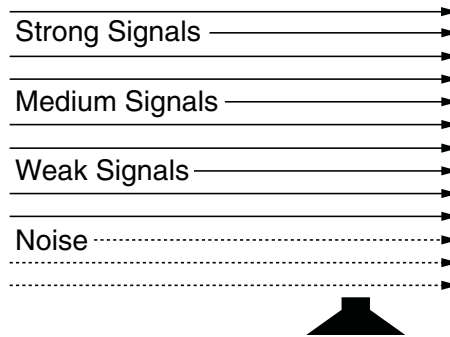 Strong Signals
Medium Signals
Weak Signals
Noise